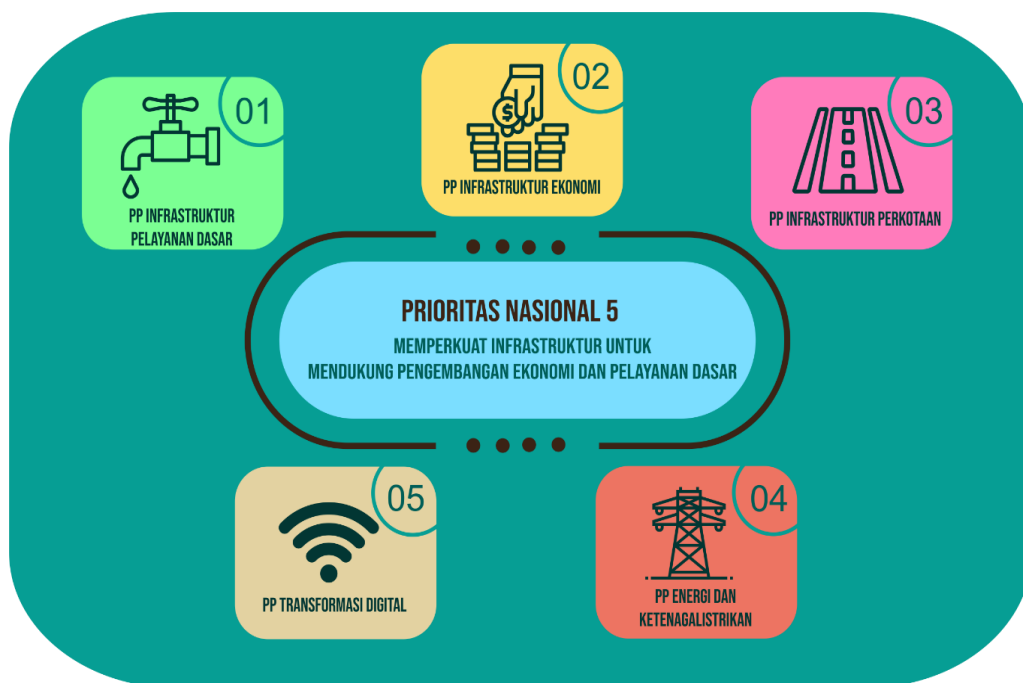 01
PP INFRASTRUKTUR
PELAYANAN DASAR
02
$
PP INFRASTRUKTUR EKONOMI
03
PP INFRASTRUKTUR PERKOTAAN
PRIORITAS NASIONAL 5
MEMPERKUAT INFRASTRUKTUR UNTUK
MENDUKUNG PENGEMBANGAN EKONOMI DAN PELAYANAN DASAR
05
PP TRANSFORMASI DIGITAL
04
PP ENERGI DAN
KETENAGALISTRIKAN